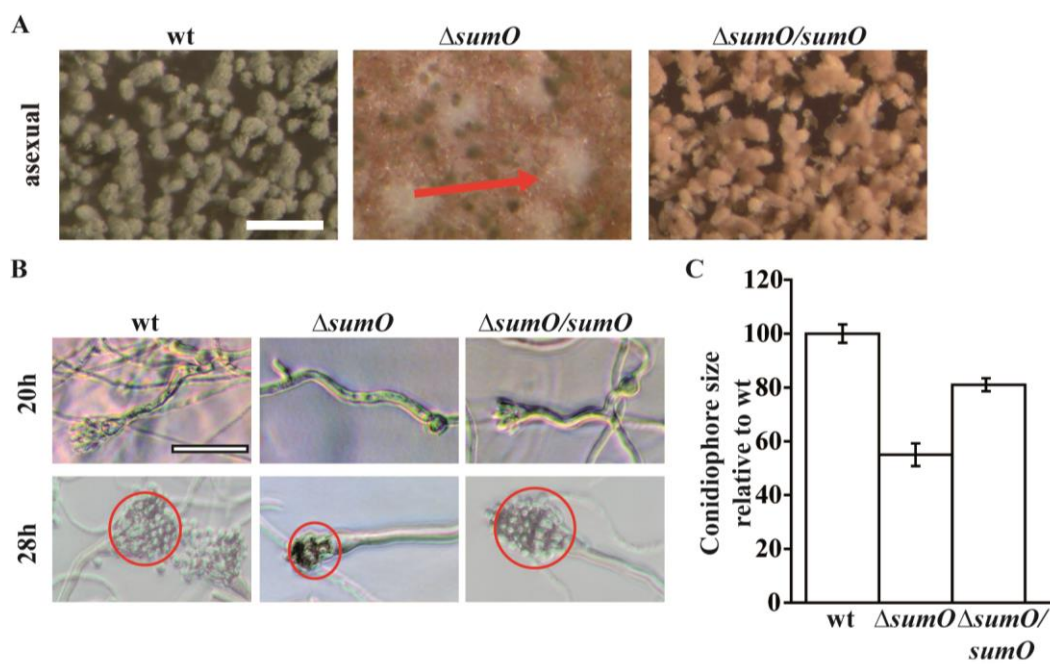 A
wt
ΔsumO
ΔsumO/sumO
asexual
B
wt
ΔsumO
ΔsumO/sumO
20h
28h
C
Conidiophore size
relative to wt
120
100
80
60
40
20
0
wt
ΔsumO
ΔsumO/
sumO